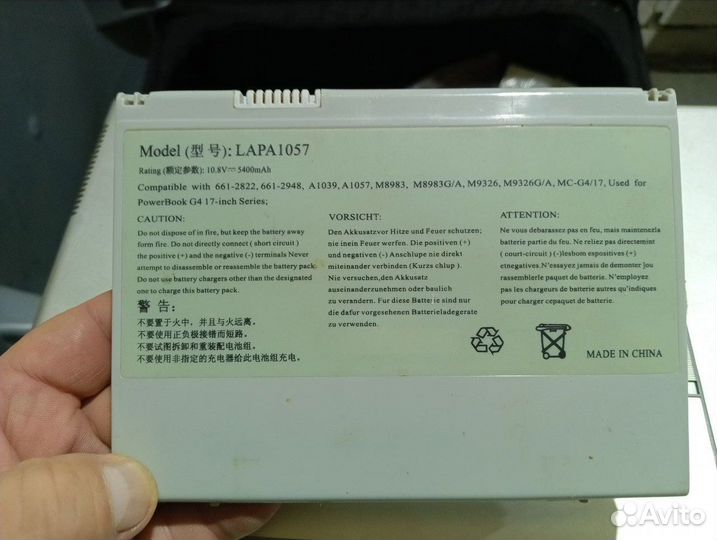 Model (型号): LAPA1057
Rating (额定参数): 10.8V⎓5400mAh
Compatible with 661-2822, 661-2948, A1039, A1057, M8983, M8983G/A, M9326, M9326G/A, MC-G4/17, Used for
PowerBook G4 17-inch Series;
CAUTION:
Do not dispose of in fire, but keep the battery away
form fire. Do not directly connect ( short circuit )
the positive (+) and the negative (-) terminals Never
attempt to disassemble or reassemble the battery pack
Do not use battery chargers other than the designated
one to charge this battery pack.
VORSICHT:
Den Akkusatzvor Hitze und Feuer schutzen;
nie inein Feuer werfen. Die positiven (+)
und negativen (-) Anschlupe nie direkt
miteinander verbinden (Kurzs chlup ).
Nie versuchen, den Akkusatz
auseinanderzunehmen oder baulich
zu verandern. Fur diese Batterie sind nur die
dafur vorgesehenen Batterieladegerate
zu verwenden.
ATTENTION:
Ne vous debarassez pas en feu, mais maintenezla
batterie partie du feu. Ne reliez pas directemint
( court-circuit ) (-)lesbom espositives (+)
etnegatives.N'essayez jamais de demonter jau
rassemblerle paquet de batterie. N'employez
pas les chargeurs de batterie autres que indiques
pour charger cepaquet de batterie.
警告:
不要置于火中，并且与火远离。
不要使用正负极接错而短路。
不要试图拆卸和重装配电池组。
不要使用非指定的充电器给此电池组充电。
MADE IN CHINA
Avito